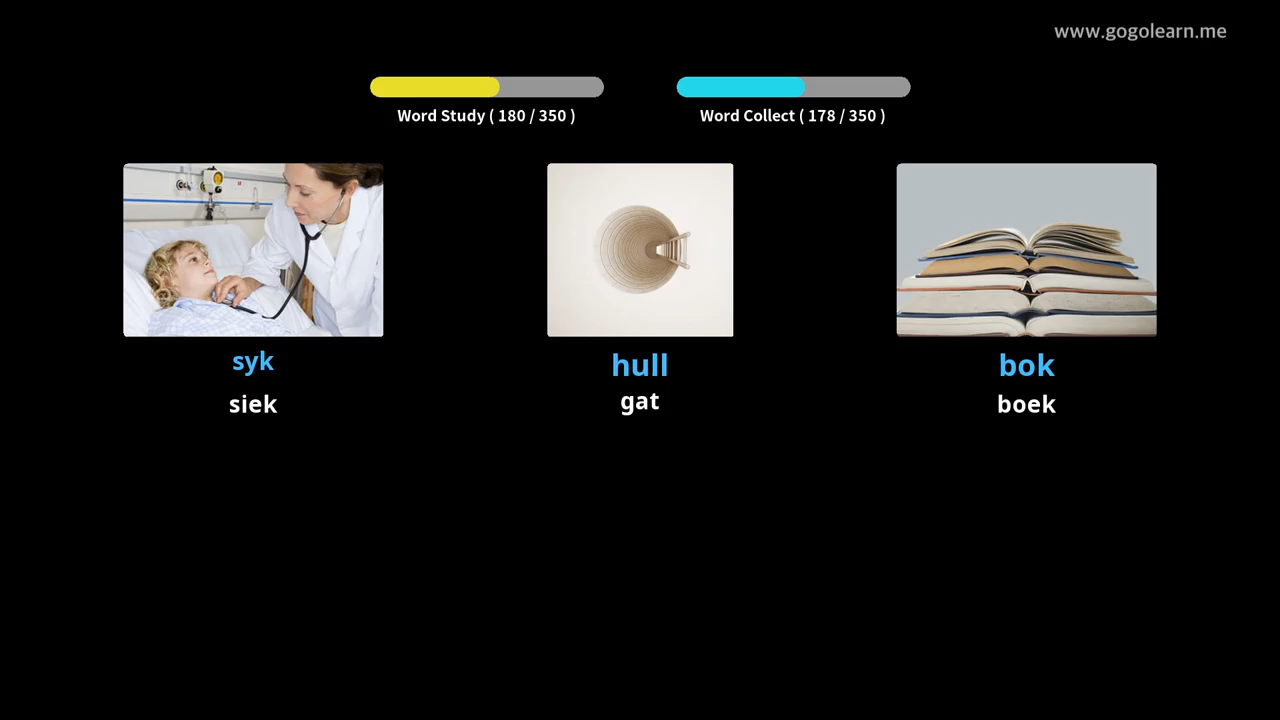 www.gogolearn.me
Word Study ( 180 / 350 )
Word Collect ( 178 / 350 )
syk
siek
hull
gat
bok
boek